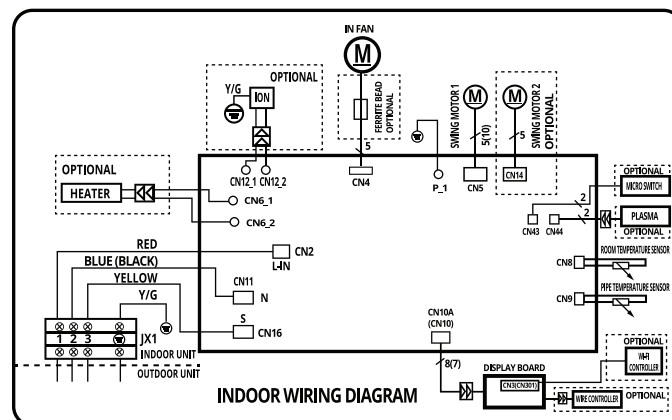 IN FAN
M
OPTIONAL
Y/G
ION
FERRITE BEAD
OPTIONAL
5
SWING MOTOR 1
M
5(10)
SWING MOTOR 2
OPTIONAL
M
5
CN12_1
CN12_2
CN4
P_1
CN5
CN14
OPTIONAL
HEATER
CN6_1
CN6_2
OPTIONAL
MICRO SWITCH
2
2
PLASMA
OPTIONAL
CN43
CN44
RED
CN2
L-IN
BLUE (BLACK)
YELLOW
CN11
N
Y/G
S
CN16
ROOM TEMPERATURE SENSOR
CN8
PIPE TEMPERATURE SENSOR
CN9
CN10A
(CN10)
8(7)
1 2 3
JX1
INDOOR UNIT
OUTDOOR UNIT
INDOOR WIRING DIAGRAM
DISPLAY BOARD
CN3(CN301)
OPTIONAL
WI-FI
CONTROLLER
WIRE CONTROLLER
OPTIONAL